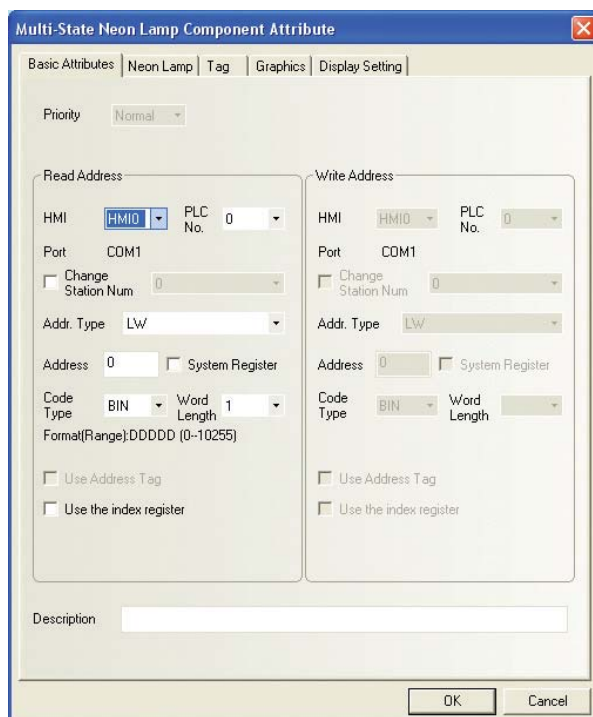 Multi-State Neon Lamp Component Attribute
Basic Attributes Neon Lamp Tag Graphics Display Setting
Priority Normal
Read Address
HMI HMI0 PLC No. 0
Port COM1
Change Station Num 0
Addr. Type LW
Address 0 System Register
Code Type BIN Word Length 1
Format(Range):DDDDD (0--10255)
Use Address Tag
Use the index register
Write Address
HMI HMI0 PLC No. 0
Port COM1
Change Station Num 0
Addr. Type LW
Address 0 System Register
Code Type BIN Word Length
Use Address Tag
Use the index register
Description
OK Cancel